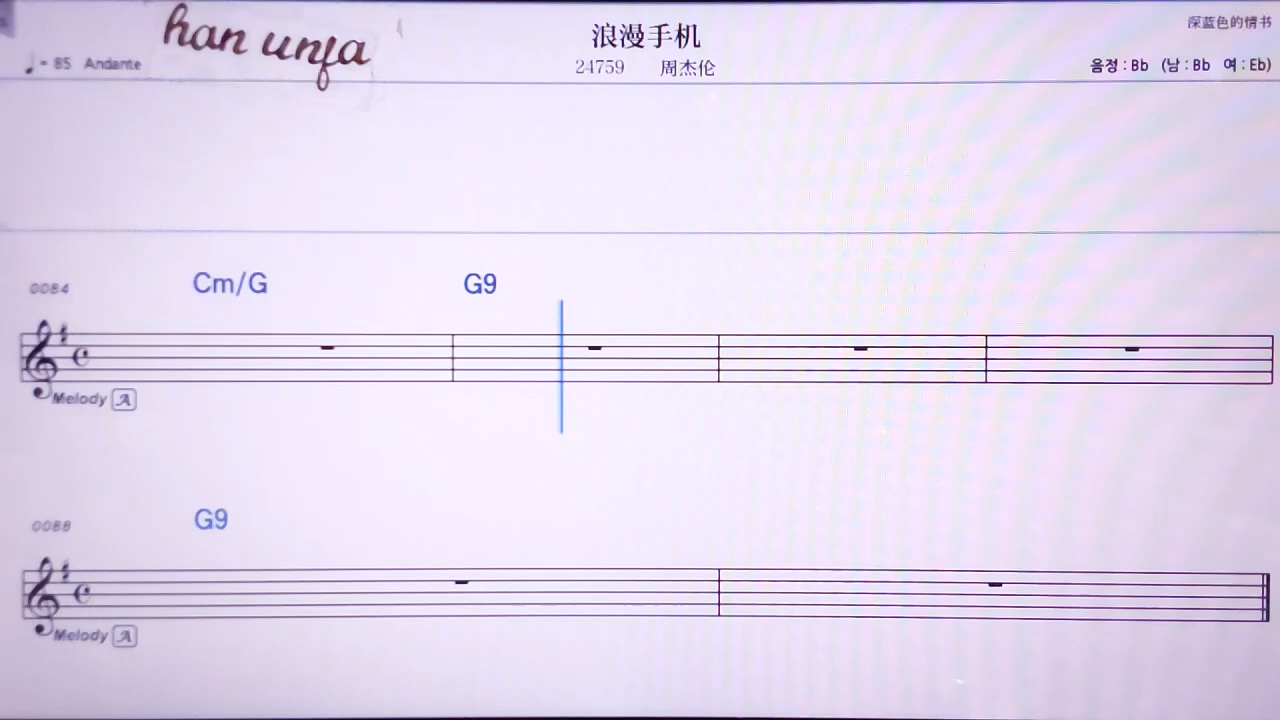 han unfa
♩= 85 Andante
浪漫手机
24759 周杰伦
深蓝色的情书
음정 : Bb (남 : Bb 여 : Eb)
0084 Cm/G G9
Melody A
0088 G9
Melody A